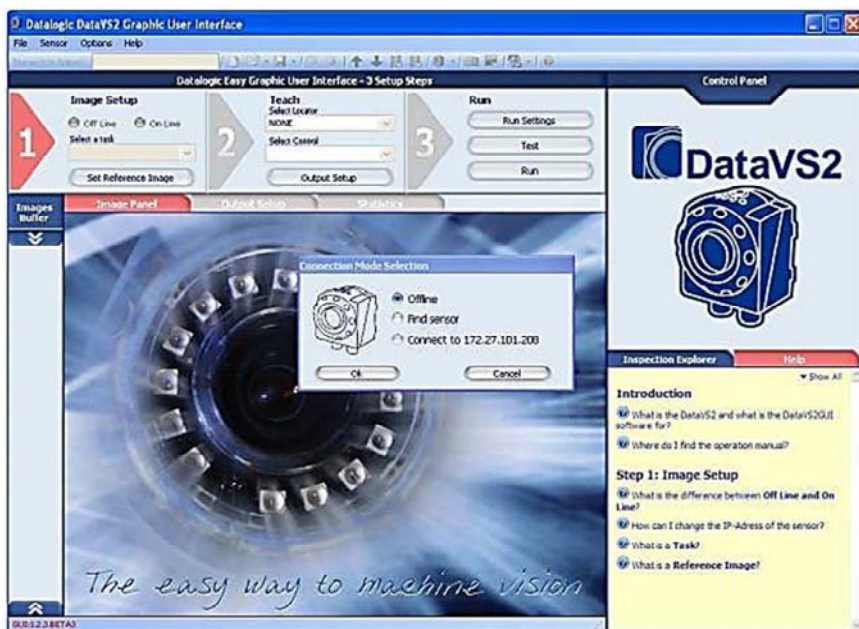 Datalogic DataVS2 Graphic User Interface
File Sensor Options Help
Datalogic Easy Graphic User Interface - 3 Setup Steps
1
Image Setup
Off Line On Line
Select a task
Set Reference Image
2
Teach
Select Locator
NONE
Select Control
Output Setup
3
Run
Run Settings
Test
Run
Images
Buffer
Image Panel Output Setup Statistics
Connection Mode Selection
Offline
Find sensor
Connect to 172.27.101.208
Ok Cancel
The easy way to machine vision
GUI:1.2.3.BETA3
Control Panel
DataVS2
Inspection Explorer Help
Show All
Introduction
What is the DataVS2 and what is the DataVS2GUI
software for?
Where do I find the operation manual?
Step 1: Image Setup
What is the difference between Off Line and On
Line?
How can I change the IP-Adress of the sensor?
What is a Task?
What is a Reference Image?